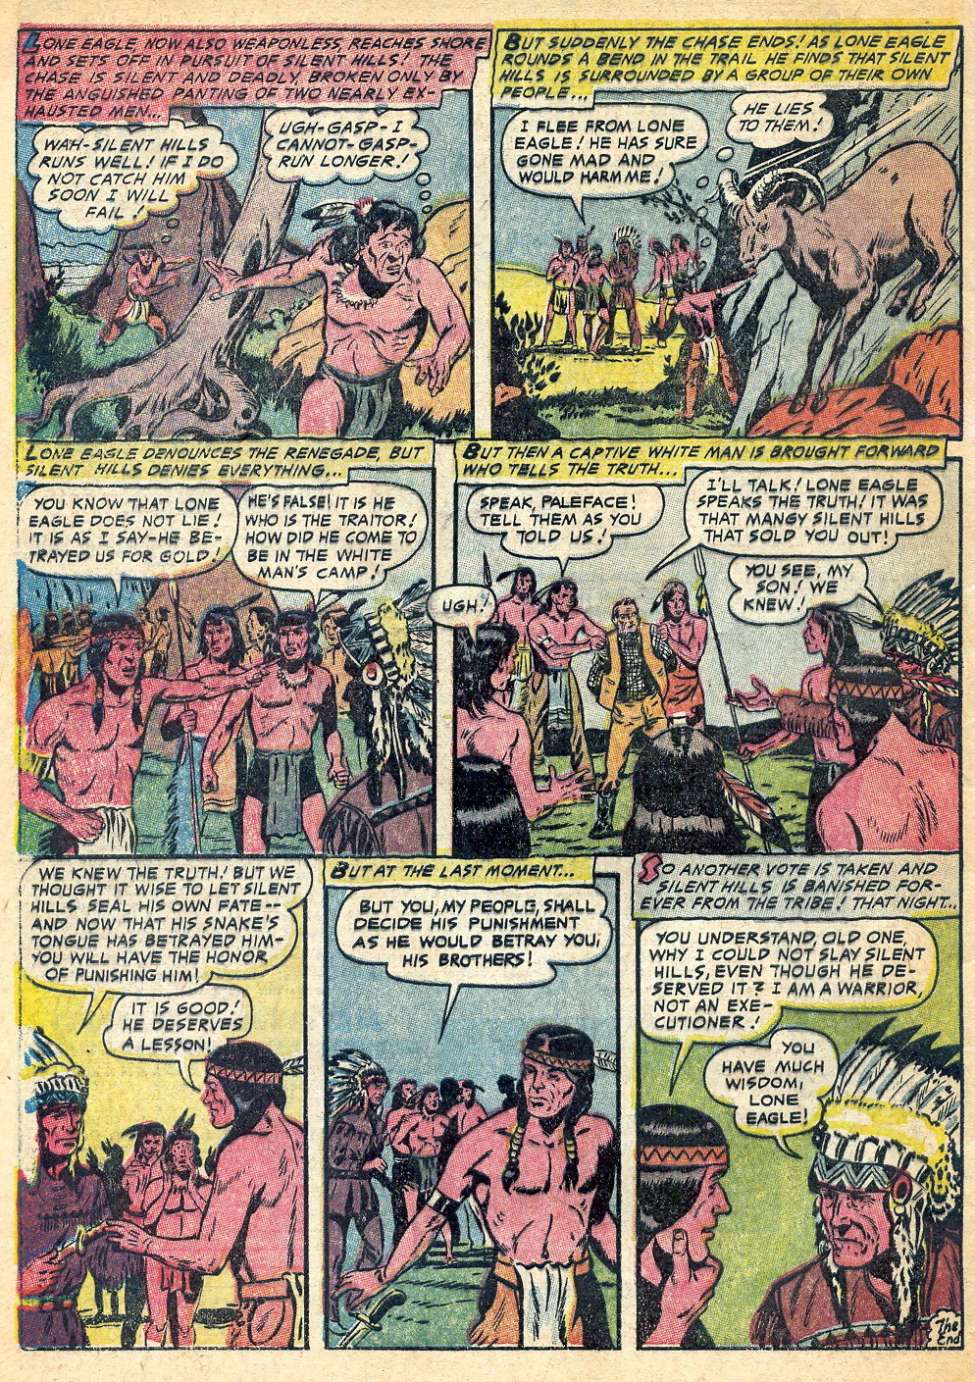 LONE EAGLE, NOW ALSO WEAPONLESS, REACHES SHORE
AND SETS OFF IN PURSUIT OF SILENT HILLS! THE
CHASE IS SILENT AND DEADLY, BROKEN ONLY BY
THE ANGUISHED PANTING OF TWO NEARLY EX-
HAUSTED MEN...
WAH-SILENT HILLS
RUNS WELL! IF I DO
NOT CATCH HIM
SOON I WILL
FAIL!
UGH-GASP-I
CANNOT-GASP-
RUN LONGER!
BUT SUDDENLY THE CHASE ENDS! AS LONE EAGLE
ROUNDS A BEND IN THE TRAIL HE FINDS THAT SILENT
HILLS IS SURROUNDED BY A GROUP OF THEIR OWN
PEOPLE...
I FLEE FROM LONE
EAGLE! HE HAS SURE
GONE MAD AND
WOULD HARM ME!
HE LIES
TO THEM!
LONE EAGLE DENOUNCES THE RENEGADE, BUT
SILENT HILLS DENIES EVERYTHING...
YOU KNOW THAT LONE
EAGLE DOES NOT LIE!
IT IS AS I SAY-HE BE-
TRAYED US FOR GOLD!
HE'S FALSE! IT IS HE
WHO IS THE TRAITOR!
HOW DID HE COME TO
BE IN THE WHITE
MAN'S CAMP!
BUT THEN A CAPTIVE WHITE MAN IS BROUGHT FORWARD
WHO TELLS THE TRUTH...
SPEAK, PALEFACE!
TELL THEM AS YOU
TOLD US!
I'LL TALK! LONE EAGLE
SPEAKS THE TRUTH! IT WAS
THAT MANGY SILENT HILLS
THAT SOLD YOU OUT!
UGH!
YOU SEE, MY
SON! WE
KNEW!
WE KNEW THE TRUTH! BUT WE
THOUGHT IT WISE TO LET SILENT
HILLS SEAL HIS OWN FATE--
AND NOW THAT HIS SNAKE'S
TONGUE HAS BETRAYED HIM-
YOU WILL HAVE THE HONOR
OF PUNISHING HIM!
IT IS GOOD!
HE DESERVES
A LESSON!
BUT AT THE LAST MOMENT...
BUT YOU, MY PEOPLE, SHALL
DECIDE HIS PUNISHMENT
AS HE WOULD BETRAY YOU,
HIS BROTHERS!
SO ANOTHER VOTE IS TAKEN AND
SILENT HILLS IS BANISHED FOR-
EVER FROM THE TRIBE! THAT NIGHT..
YOU UNDERSTAND, OLD ONE,
WHY I COULD NOT SLAY SILENT
HILLS, EVEN THOUGH HE DE-
SERVED IT? I AM A WARRIOR,
NOT AN EXE-
CUTIONER!
YOU
HAVE MUCH
WISDOM,
LONE
EAGLE!
The
End